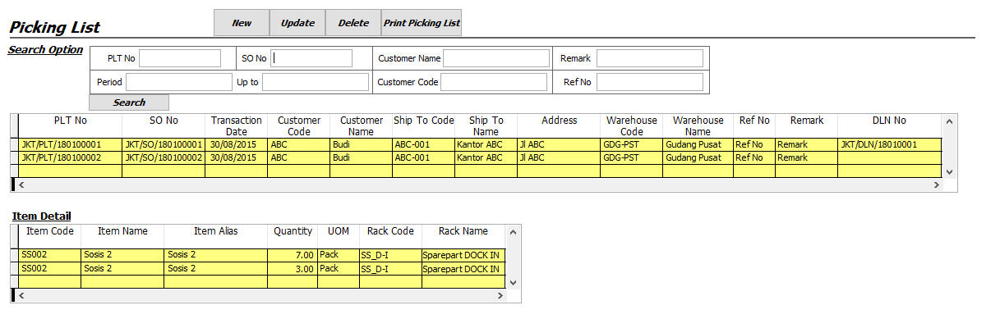 Picking List New Update Delete Print Picking List
Search Option PLT No SO No Customer Name Remark
Period Up to Customer Code Ref No
Search
PLT No SO No Transaction Date Customer Code Customer Name Ship To Code Ship To Name Address Warehouse Code Warehouse Name Ref No Remark DLN No
JKT/PLT/180100001 JKT/SO/180100001 30/08/2015 ABC Budi ABC-001 Kantor ABC Jl ABC GDG-PST Gudang Pusat Ref No Remark JKT/DLN/18010001
JKT/PLT/180100002 JKT/SO/180100002 30/08/2015 ABC Budi ABC-001 Kantor ABC Jl ABC GDG-PST Gudang Pusat Ref No Remark
Item Detail
Item Code Item Name Item Alias Quantity UOM Rack Code Rack Name
SS002 Sosis 2 Sosis 2 7.00 Pack SS_D-I Sparepart DOCK IN
SS002 Sosis 2 Sosis 2 3.00 Pack SS_D-I Sparepart DOCK IN